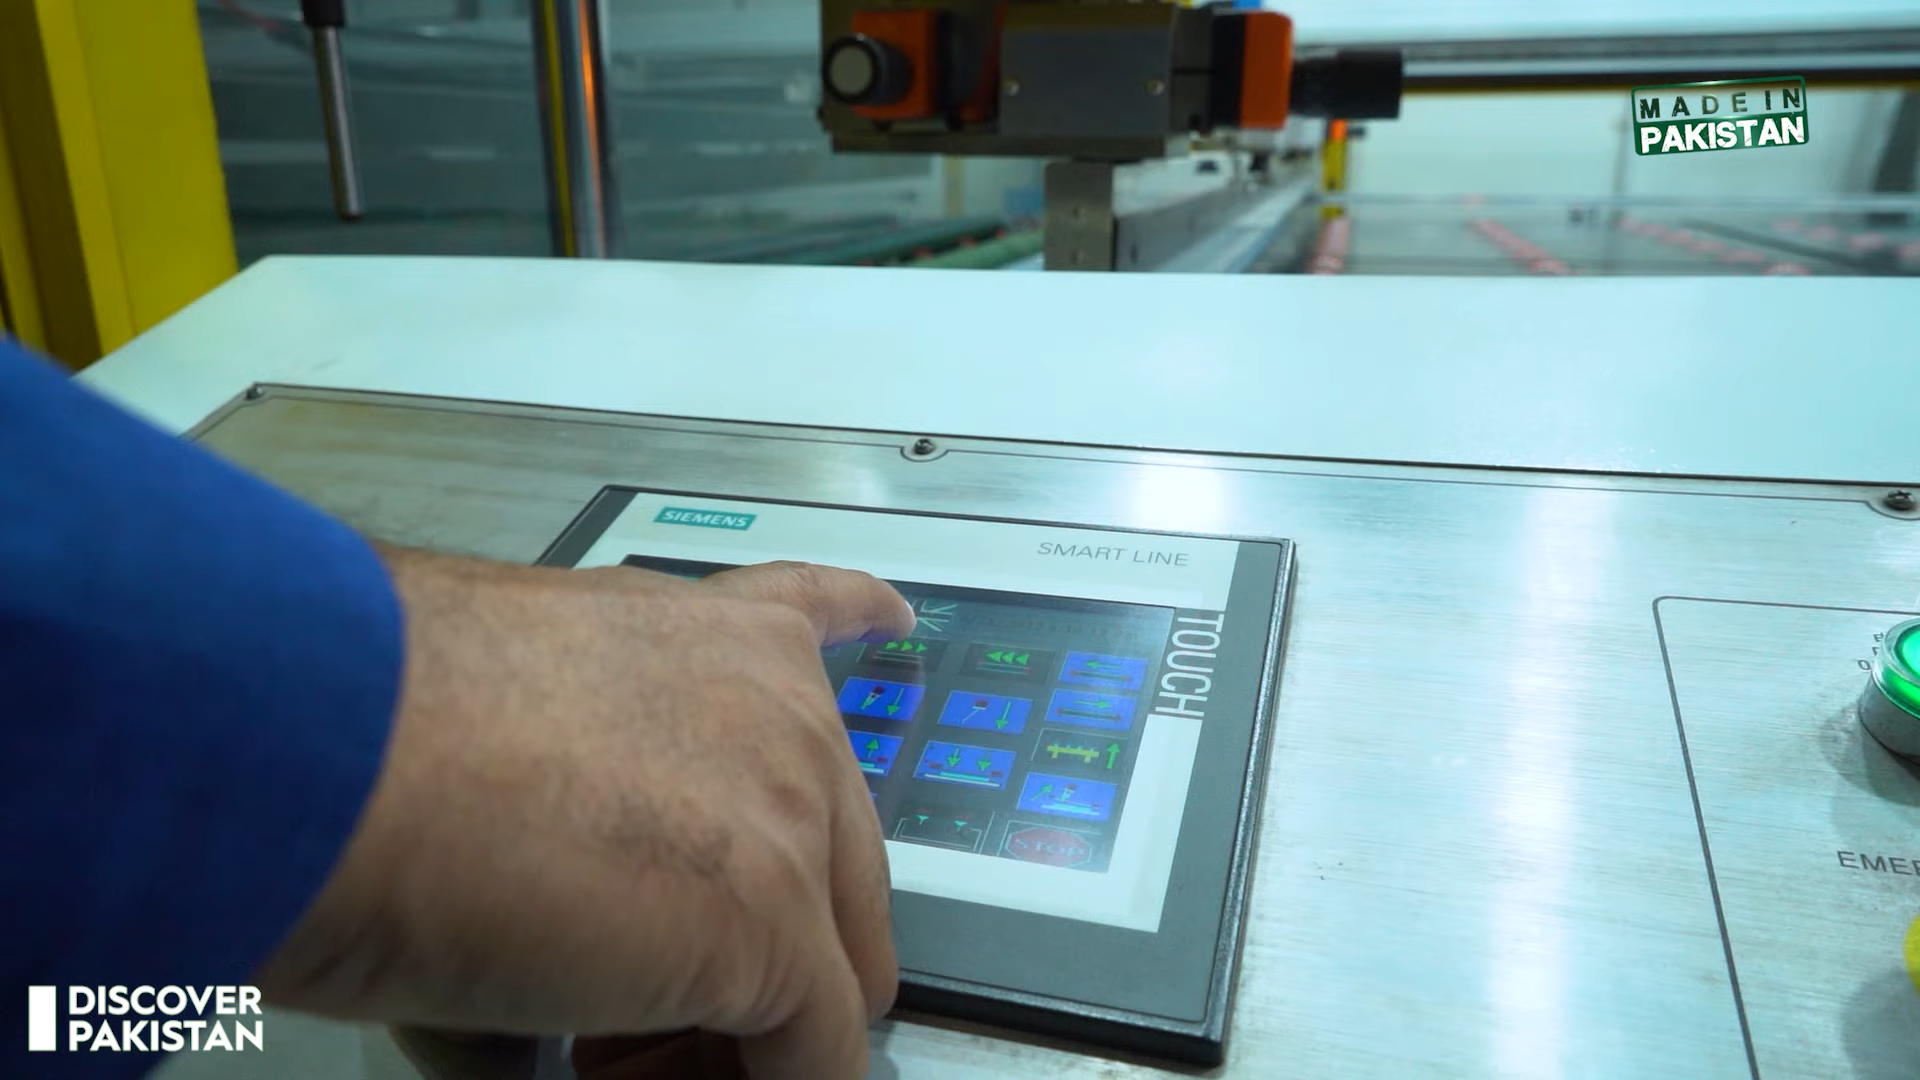 MADE IN
PAKISTAN
SIEMENS
SMART LINE
TOUCH
STOP
EMER
DISCOVER
PAKISTAN